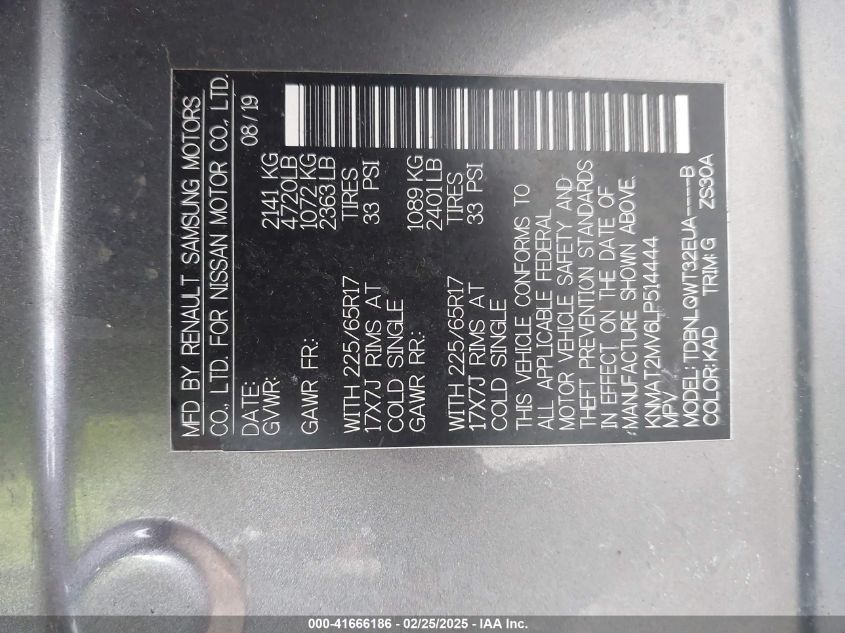 MFD BY RENAULT SAMSUNG MOTORS
CO., LTD. FOR NISSAN MOTOR CO., LTD.
DATE: 08/19
GVWR: 2141 KG
4720LB
GAWR FR: 1072 KG
2363LB
WITH 225/65R17 TIRES
17X7J RIMS AT 33 PSI
COLD SINGLE
GAWR RR: 1089 KG
2401LB
WITH 225/65R17 TIRES
17X7J RIMS AT 33 PSI
COLD SINGLE
THIS VEHICLE CONFORMS TO
ALL APPLICABLE FEDERAL
MOTOR VEHICLE SAFETY AND
THEFT PREVENTION STANDARDS
IN EFFECT ON THE DATE OF
MANUFACTURE SHOWN ABOVE.
KNMAT2MV6LP514444
MPV
MODEL: TDBNLQWT32EUA-----B
COLOR:KAD TRIM:G ZS30A
000-41666186 - 02/25/2025 - IAA Inc.